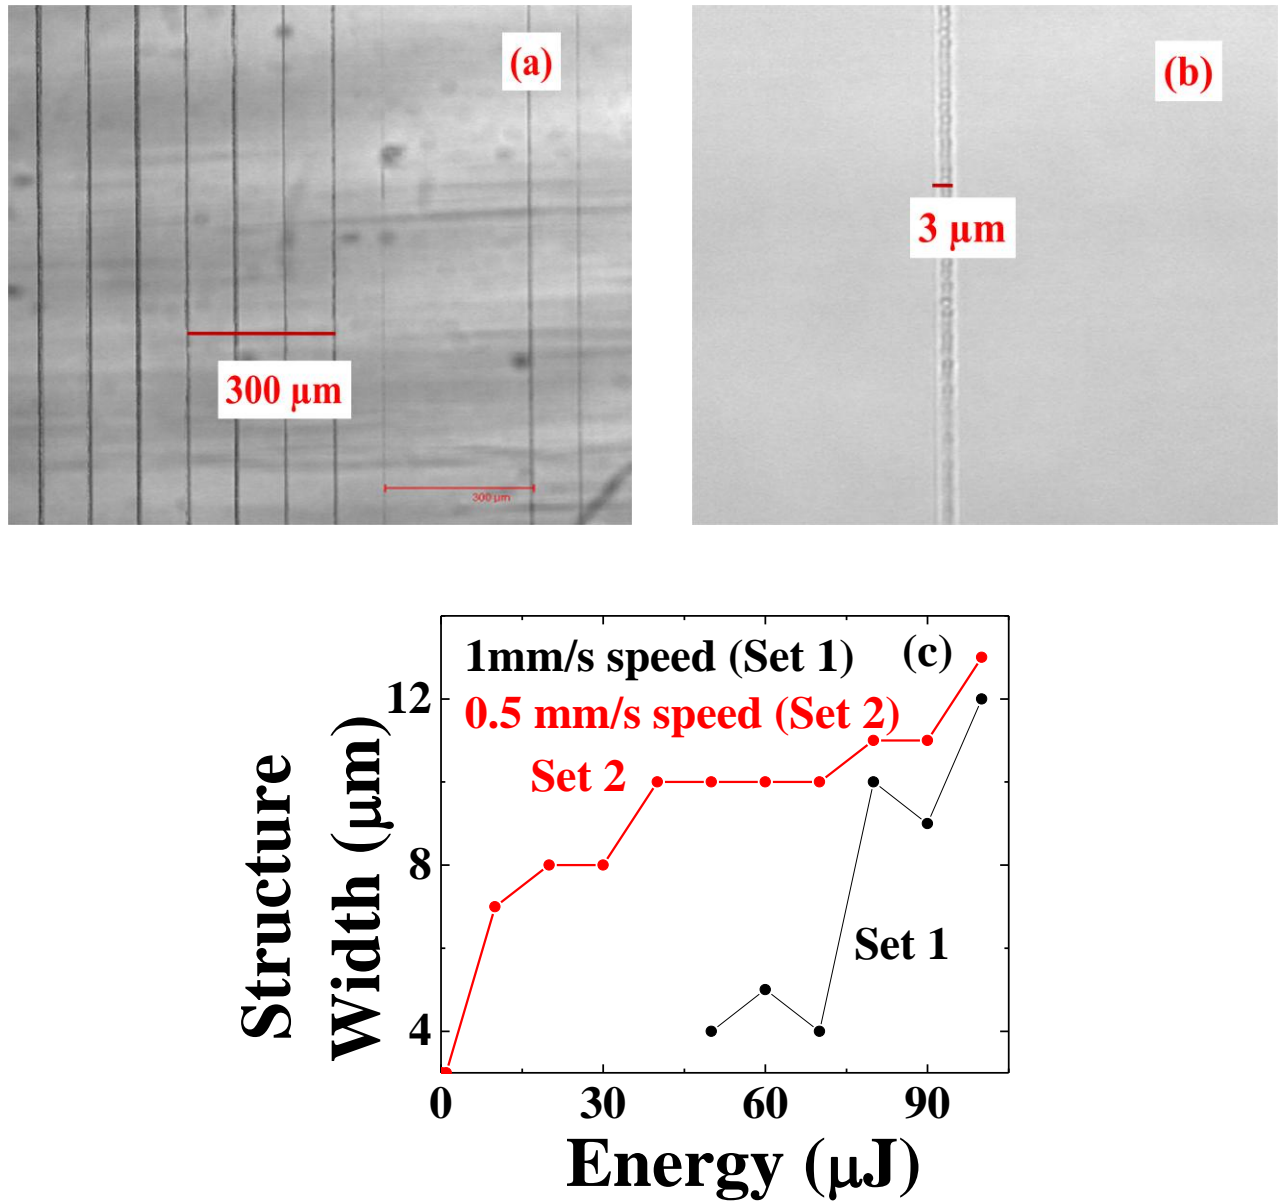 (a)
300 µm
300 µm
(b)
3 µm
1mm/s speed (Set 1)
(c)
0.5 mm/s speed (Set 2)
Set 2
Set 1
12
8
4
0 30 60 90
Structure
Width (µm)
Energy (µJ)